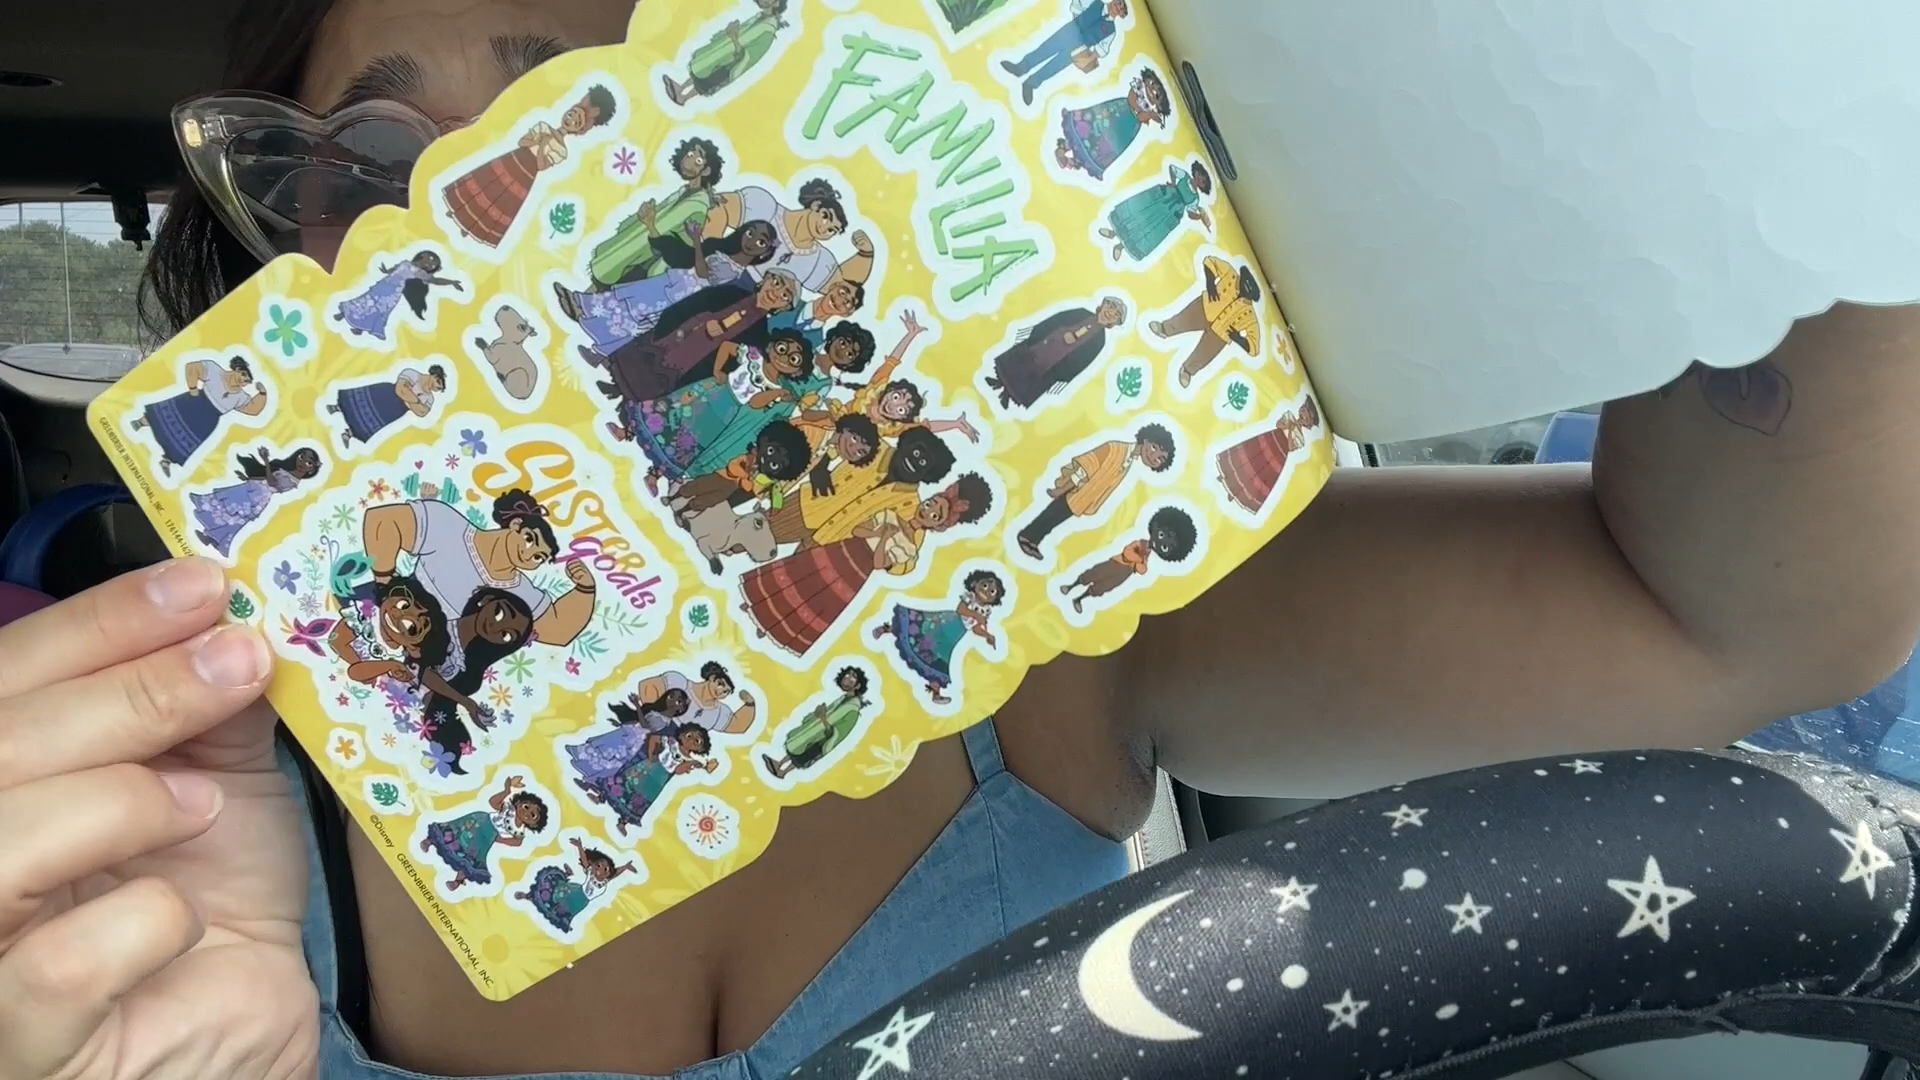 FAMILIA
SISTER
goals
GREENBRIER INTERNATIONAL, INC.
©Disney GREENBRIER INTERNATIONAL, INC.